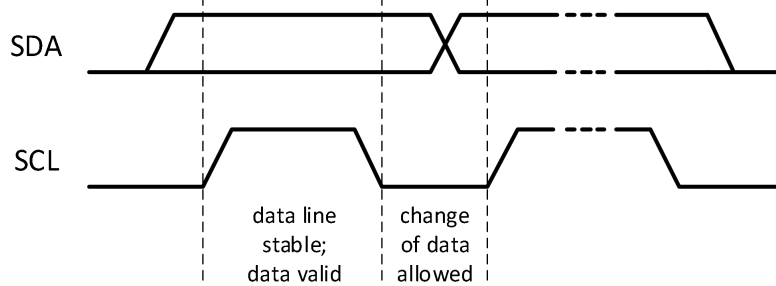 SDA
SCL
data line
stable;
data valid
change
of data
allowed